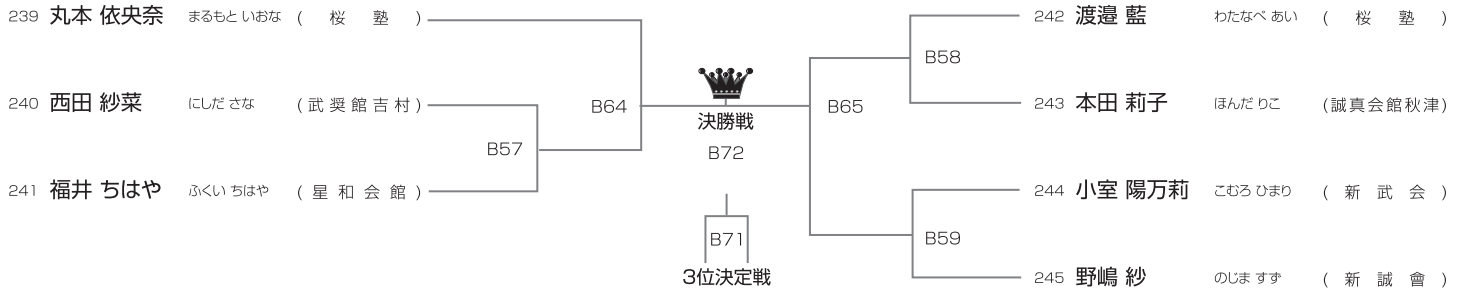 239 丸本 依央奈 まるもと いおな ( 桜 塾 )
240 西田 紗菜 にしだ さな (武奨館吉村)
241 福井 ちはや ふくい ちはや ( 星 和 会 館 )
B57
B64
決勝戦
B72
B71
3位決定戦
B65
B58
B59
242 渡邉 藍 わたなべ あい ( 桜 塾 )
243 本田 莉子 ほんだ りこ (誠真会館秋津)
244 小室 陽万莉 こむろ ひまり ( 新 武 会 )
245 野嶋 紗 のじま すず ( 新 誠 會 )